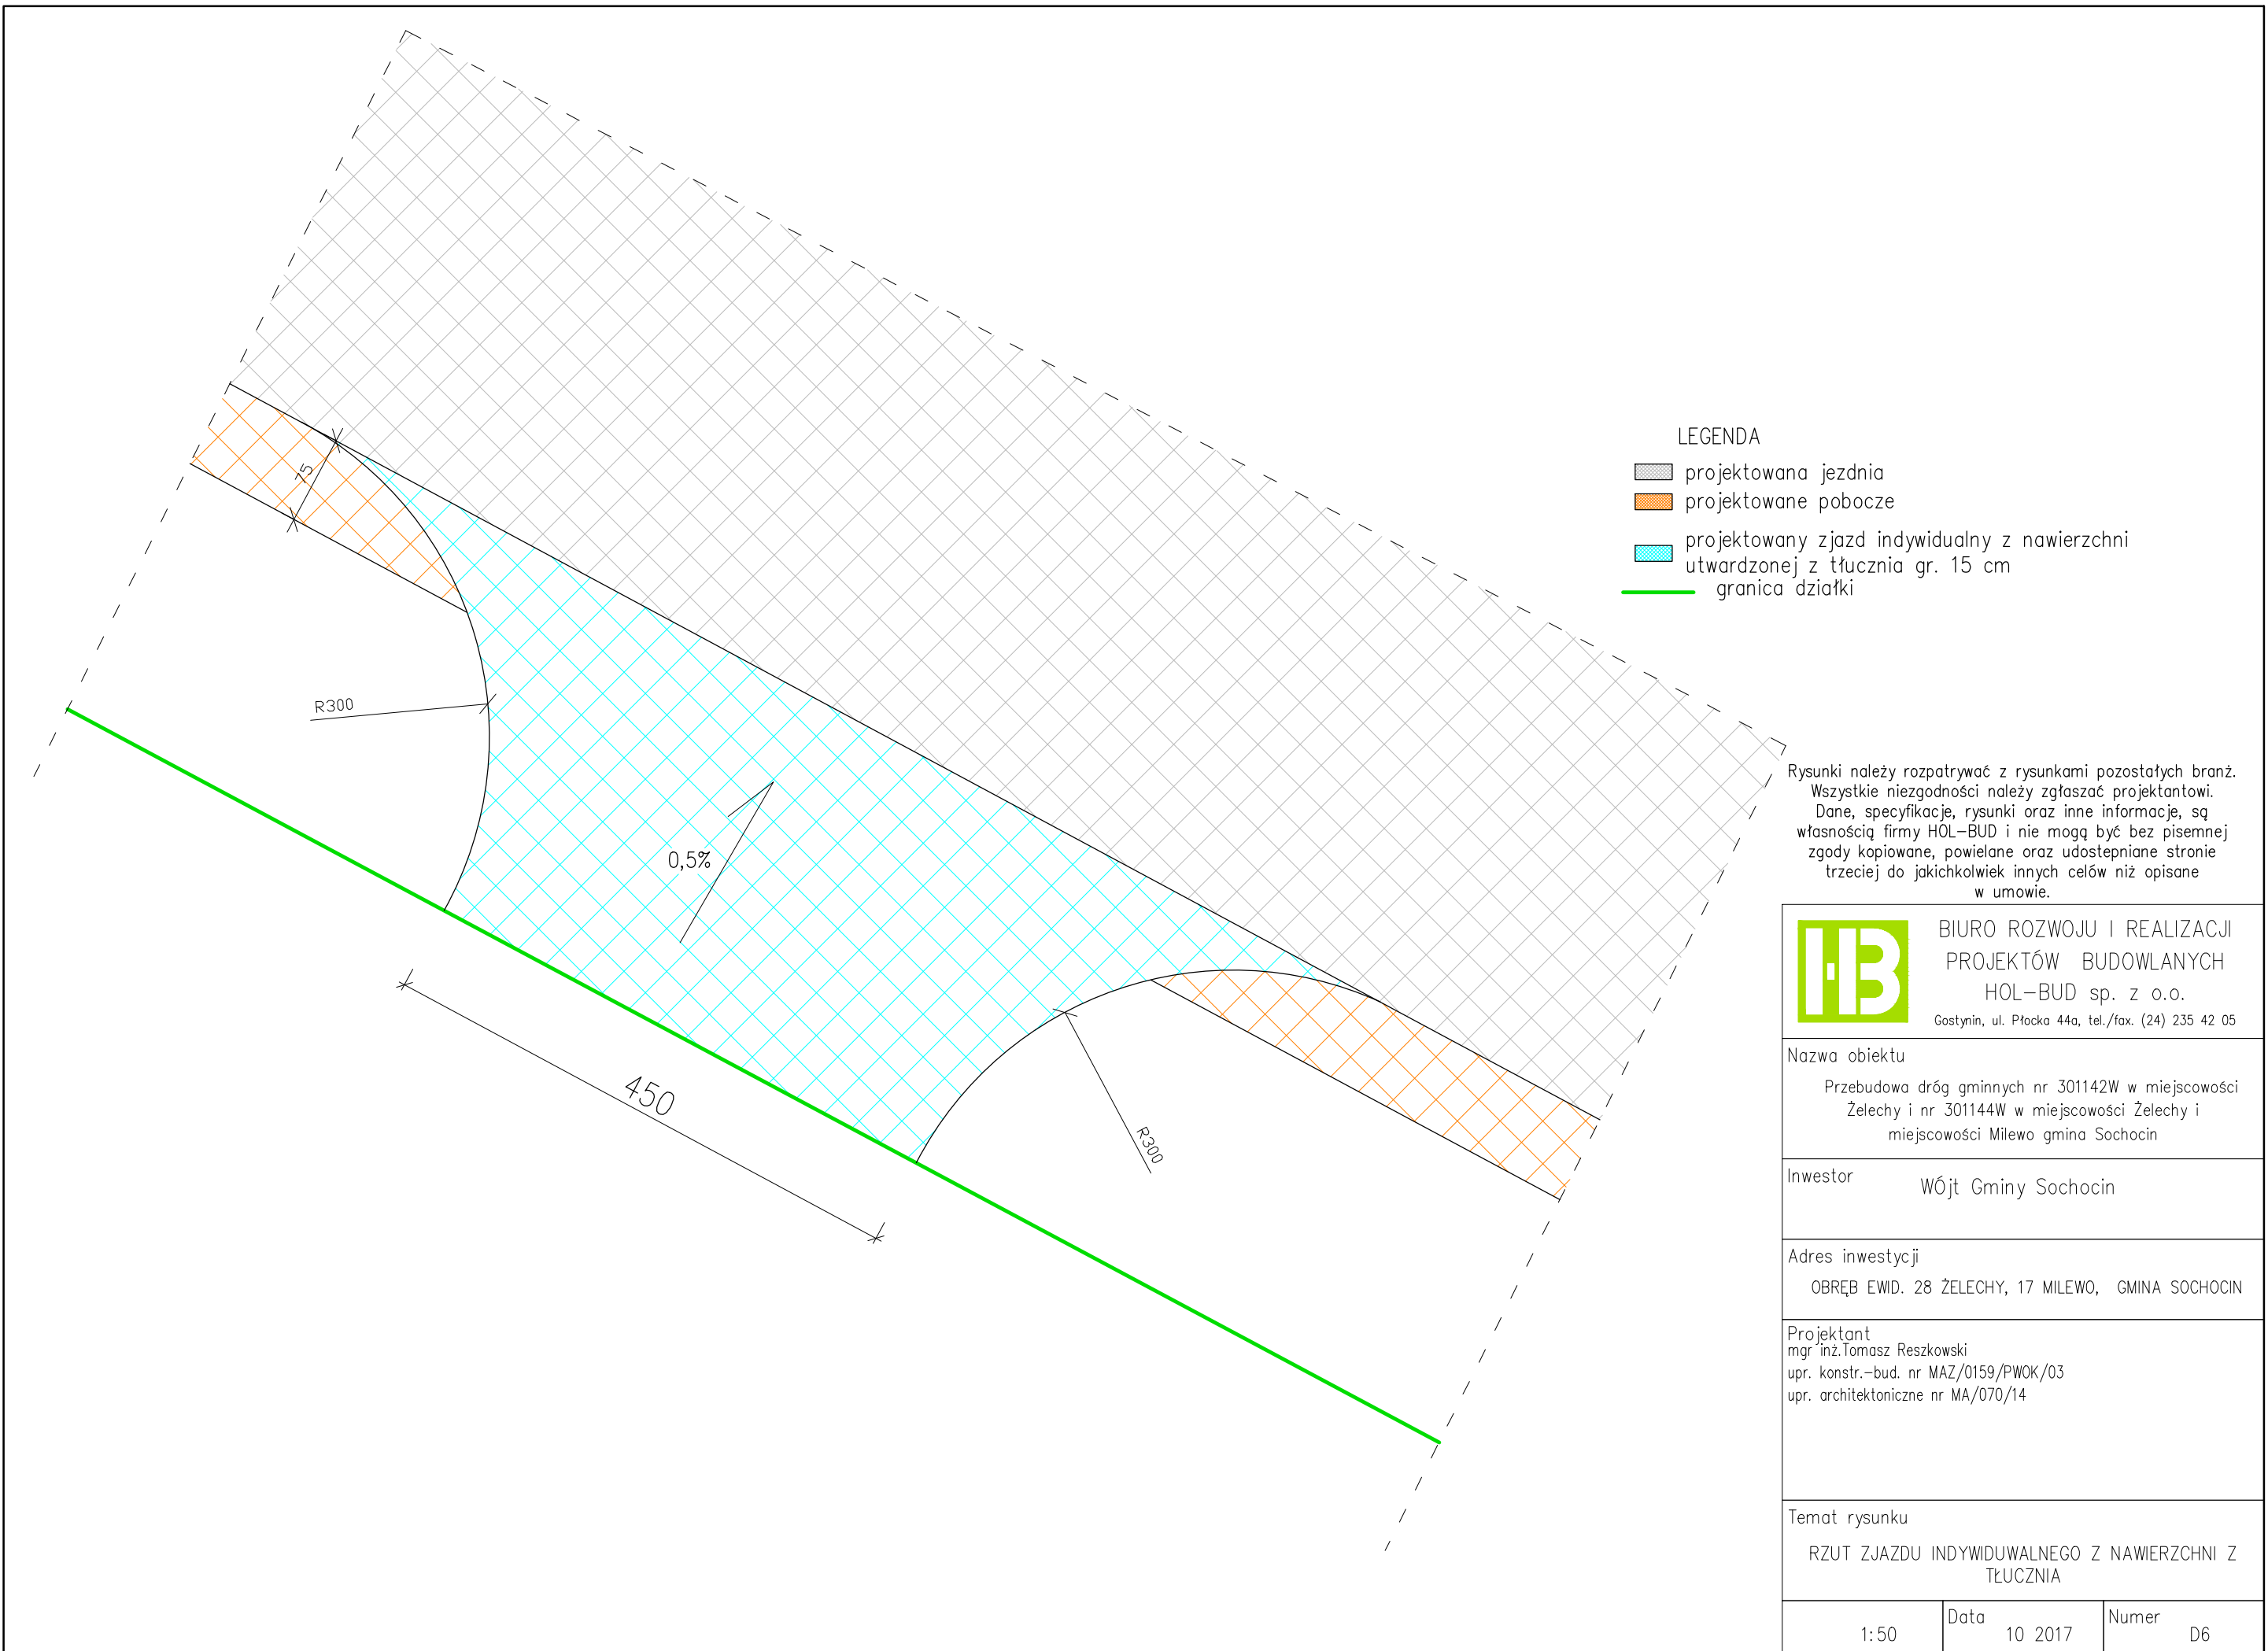 75
R300
0,5%
450
R300
LEGENDA
projektowana jezdnia
projektowane pobocze
projektowany zjazd indywidualny z nawierzchni
utwardzonej z tłucznia gr. 15 cm
granica działki
Rysunki należy rozpatrywać z rysunkami pozostałych branż.
Wszystkie niezgodności należy zgłaszać projektantowi.
Dane, specyfikacje, rysunki oraz inne informacje, są
własnością firmy HOL-BUD i nie mogą być bez pisemnej
zgody kopiowane, powielane oraz udostepniane stronie
trzeciej do jakichkolwiek innych celów niż opisane
w umowie.
HB
BIURO ROZWOJU I REALIZACJI
PROJEKTÓW BUDOWLANYCH
HOL-BUD sp. z o.o.
Gostynin, ul. Płocka 44a, tel./fax. (24) 235 42 05
Nazwa obiektu
Przebudowa dróg gminnych nr 301142W w miejscowości
Żelechy i nr 301144W w miejscowości Żelechy i
miejscowości Milewo gmina Sochocin
Inwestor
WÓjt Gminy Sochocin
Adres inwestycji
OBRĘB EWID. 28 ŻELECHY, 17 MILEWO, GMINA SOCHOCIN
Projektant
mgr inż.Tomasz Reszkowski
upr. konstr.-bud. nr MAZ/0159/PWOK/03
upr. architektoniczne nr MA/070/14
Temat rysunku
RZUT ZJAZDU INDYWIDUWALNEGO Z NAWIERZCHNI Z
TŁUCZNIA
1:50
Data
10 2017
Numer
D6